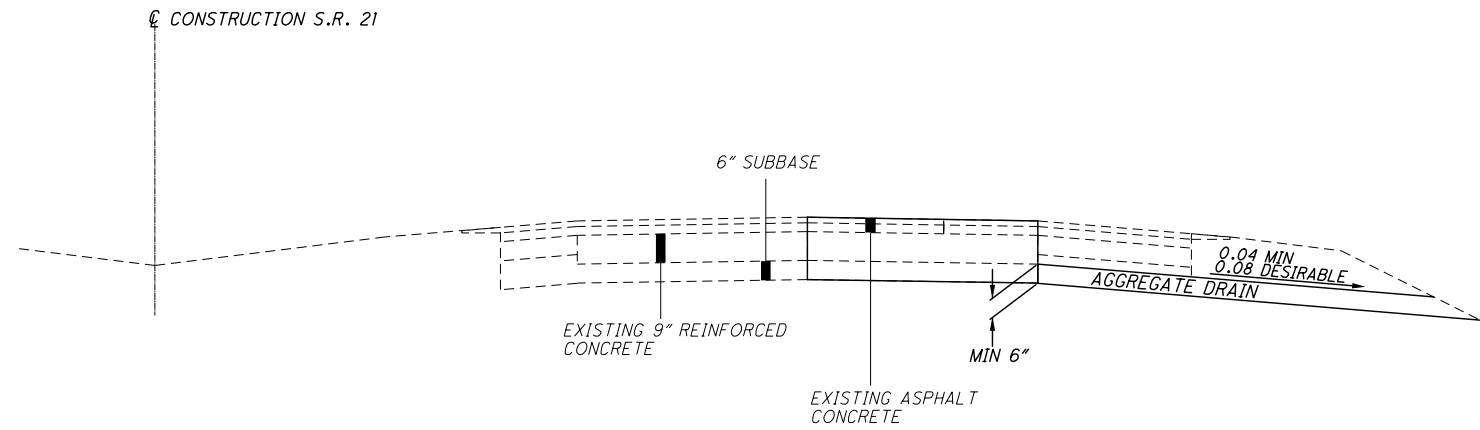 ℄ CONSTRUCTION S.R. 21
6" SUBBASE
0.04 MIN
0.08 DESIRABLE
AGGREGATE DRAIN
EXISTING 9" REINFORCED
CONCRETE
MIN 6"
EXISTING ASPHALT
CONCRETE